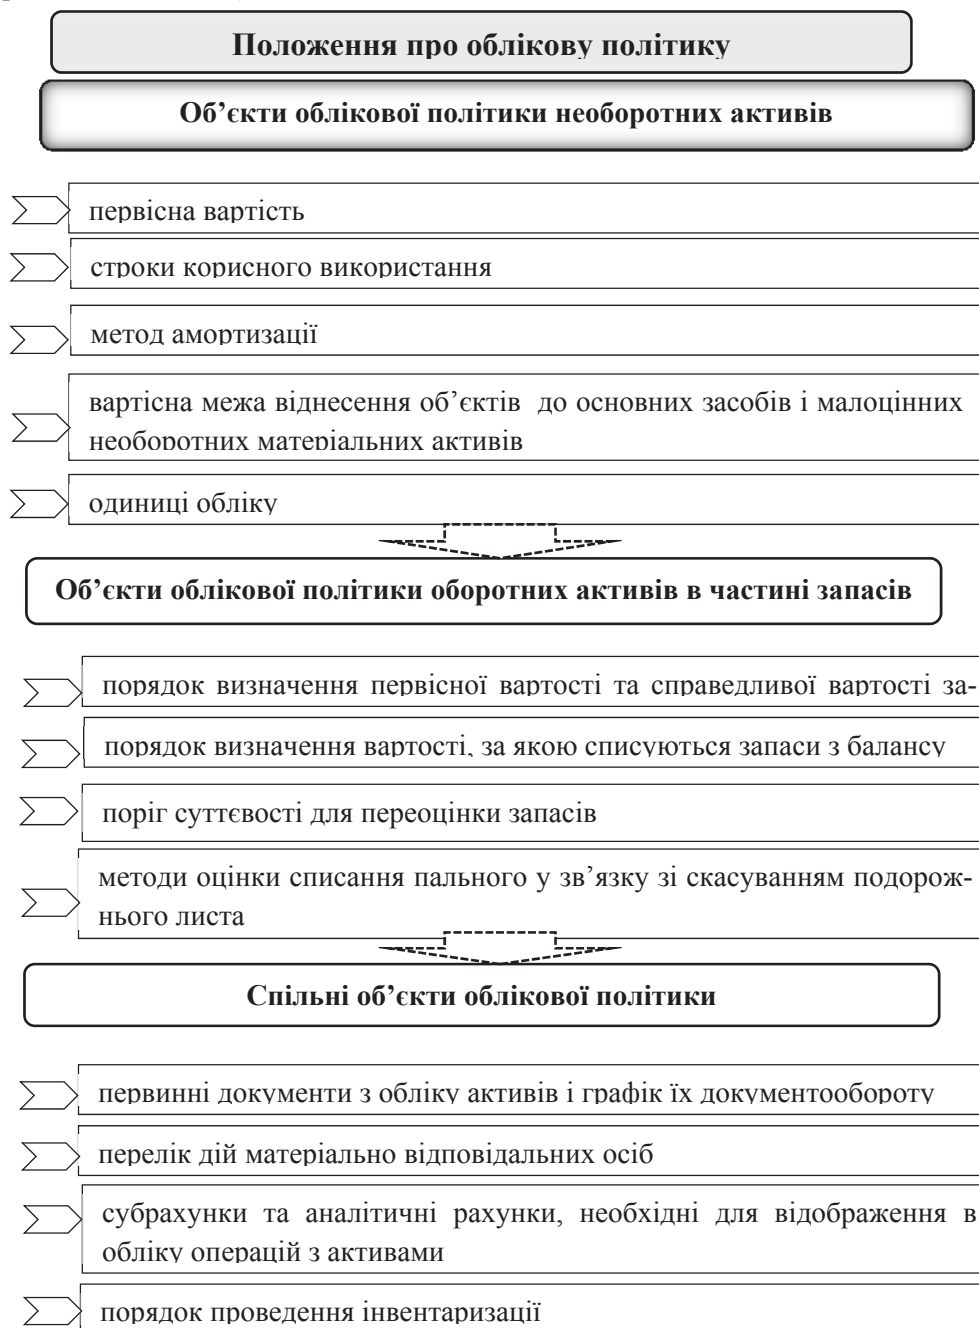 Положення про облікову політику
Об’єкти облікової політики необоротних активів
первісна вартість
строки корисного використання
метод амортизації
вартісна межа віднесення об’єктів до основних засобів і малоцінних
необоротних матеріальних активів
одиниці обліку
Об’єкти облікової політики оборотних активів в частині запасів
порядок визначення первісної вартості та справедливої вартості за-
порядок визначення вартості, за якою списуються запаси з балансу
поріг суттєвості для переоцінки запасів
методи оцінки списання пального у зв’язку зі скасуванням подорож-
нього листа
Спільні об’єкти облікової політики
первинні документи з обліку активів і графік їх документообороту
перелік дій матеріально відповідальних осіб
субрахунки та аналітичні рахунки, необхідні для відображення в
обліку операцій з активами
порядок проведення інвентаризації